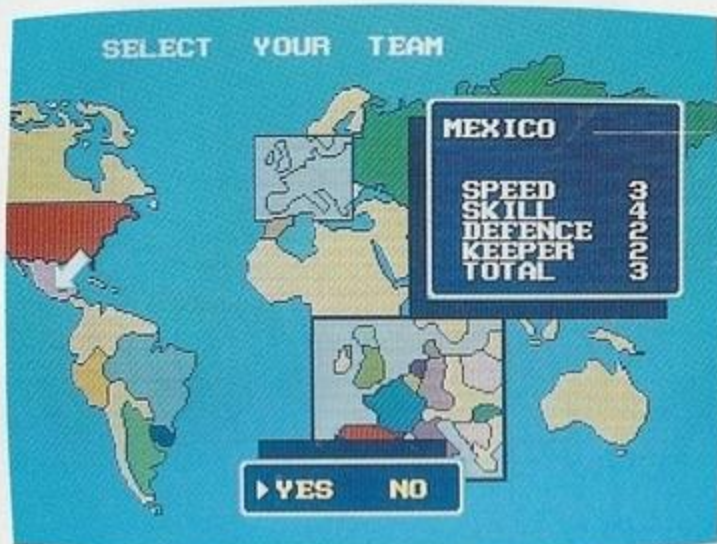 SELECT YOUR TEAM
MEXICO
SPEED 3
SKILL 4
DEFENCE 2
KEEPER 2
TOTAL 3
▶YES NO